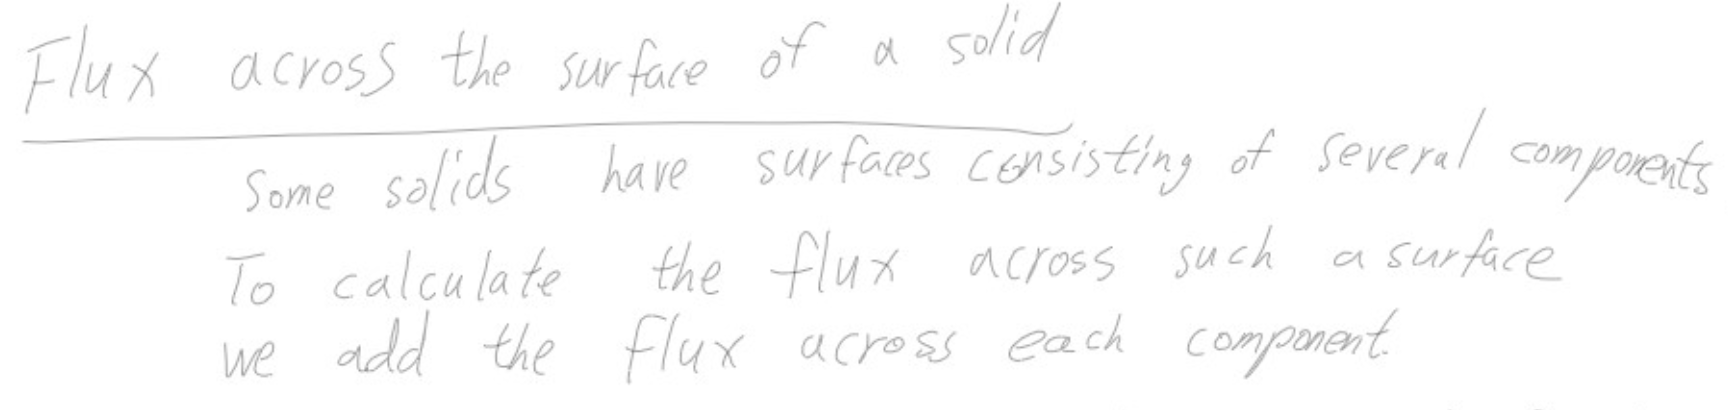 Flux across the surface of a solid
Some solids have surfaces consisting of several components
To calculate the flux across such a surface
we add the flux across each component.